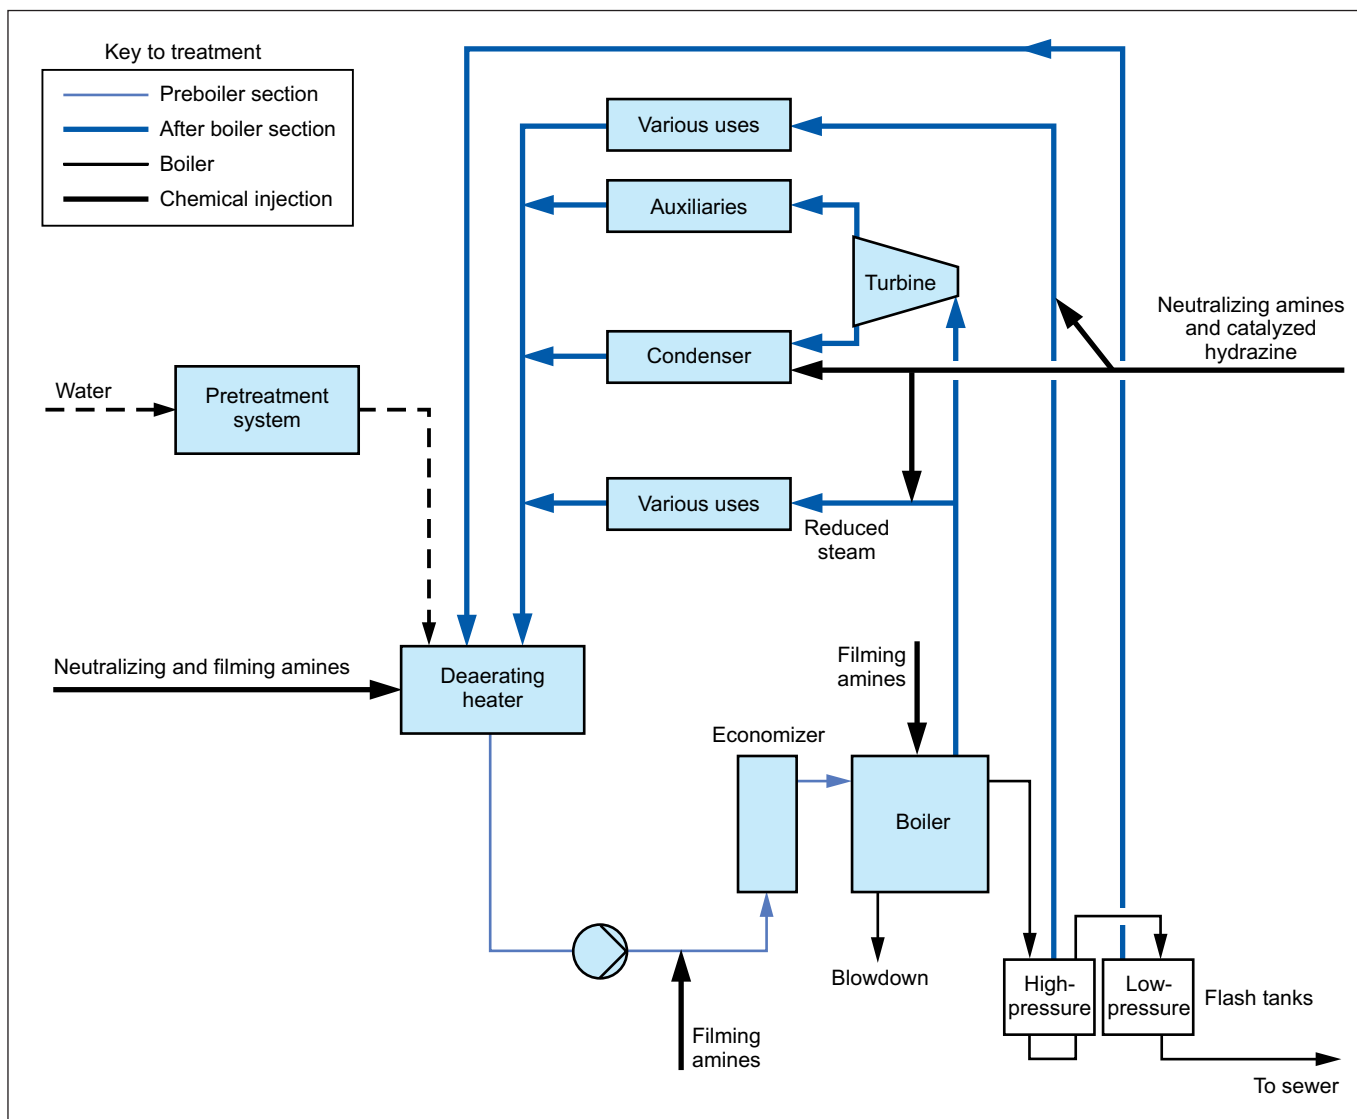 Key to treatment
Preboiler section
After boiler section
Boiler
Chemical injection
Various uses
Auxiliaries
Turbine
Neutralizing amines
and catalyzed
hydrazine
Condenser
Water
Pretreatment
system
Various uses
Reduced
steam
Neutralizing and filming amines
Deaerating
heater
Filming
amines
Economizer
Boiler
Blowdown
High-
pressure
Low-
pressure
Flash tanks
Filming
amines
To sewer